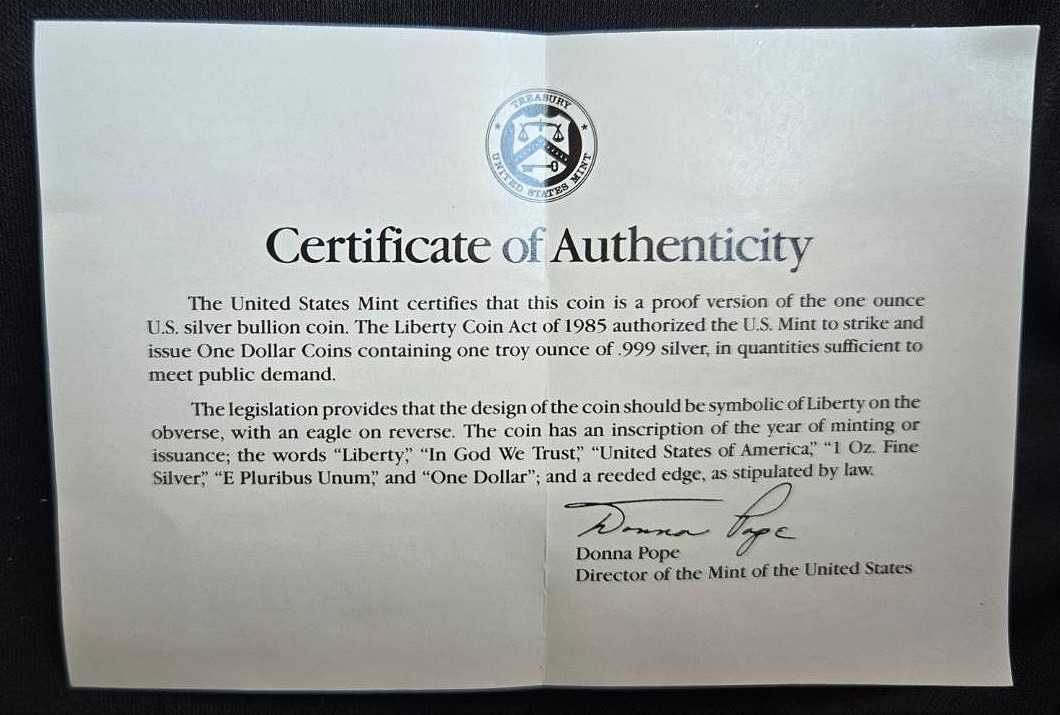 TREASURY
UNITED STATES MINT
Certificate of Authenticity
The United States Mint certifies that this coin is a proof version of the one ounce
U.S. silver bullion coin. The Liberty Coin Act of 1985 authorized the U.S. Mint to strike and
issue One Dollar Coins containing one troy ounce of .999 silver, in quantities sufficient to
meet public demand.
The legislation provides that the design of the coin should be symbolic of Liberty on the
obverse, with an eagle on reverse. The coin has an inscription of the year of minting or
issuance; the words “Liberty,” “In God We Trust,” “United States of America,” “1 Oz. Fine
Silver,” “E Pluribus Unum,” and “One Dollar”; and a reeded edge, as stipulated by law.
Donna Pope
Donna Pope
Director of the Mint of the United States